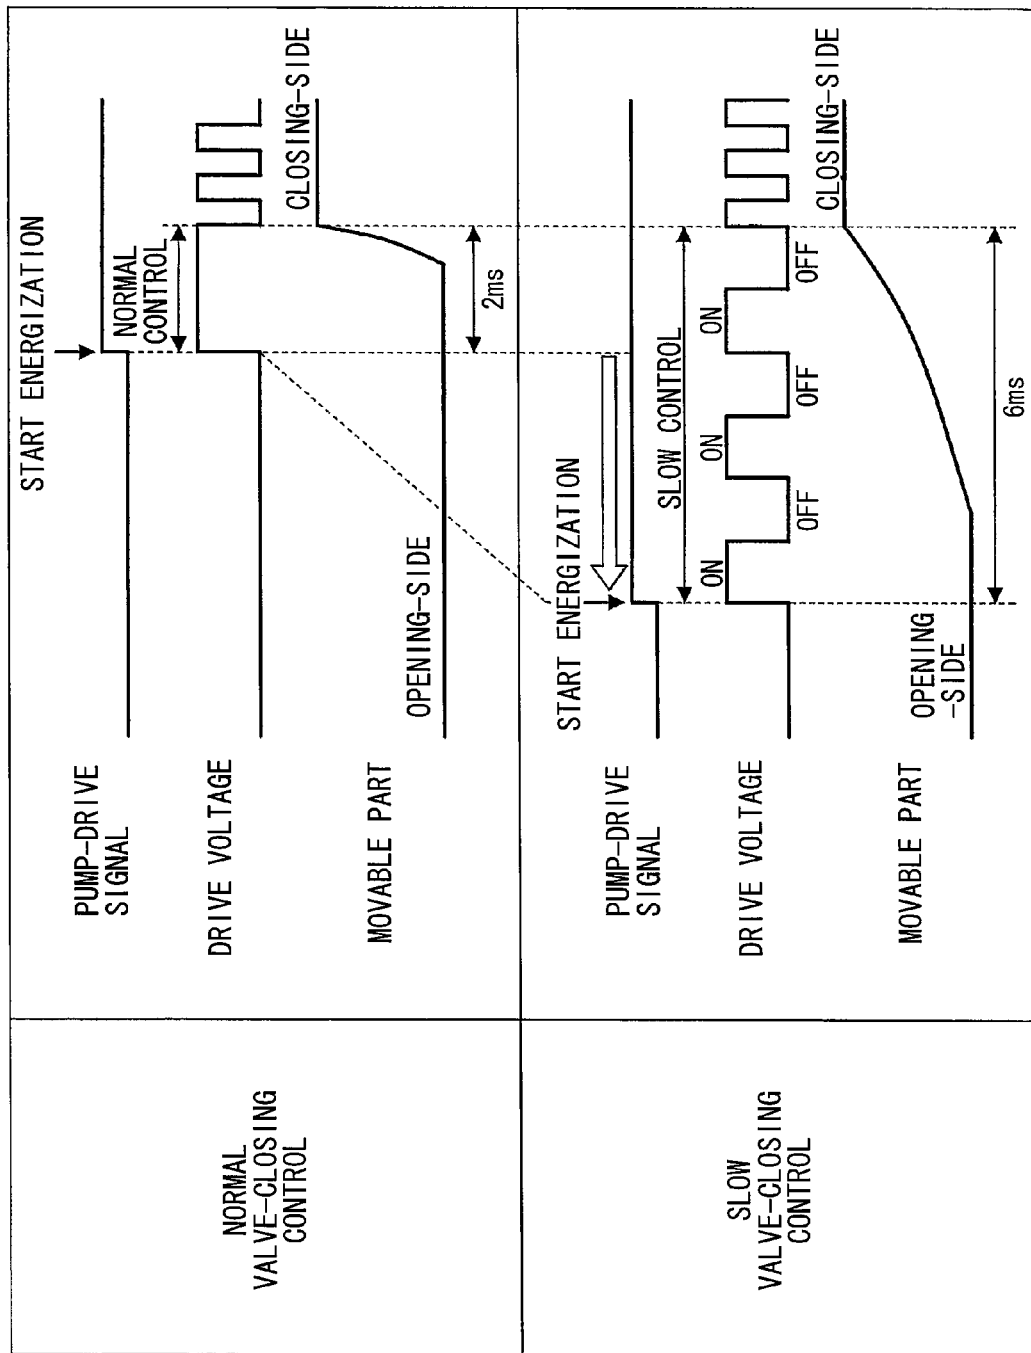 NORMAL
VALVE-CLOSING
CONTROL
PUMP-DRIVE
SIGNAL
DRIVE VOLTAGE
MOVABLE PART
START ENERGIZATION
NORMAL
CONTROL
2ms
OPENING-SIDE
CLOSING-SIDE
SLOW
VALVE-CLOSING
CONTROL
PUMP-DRIVE
SIGNAL
DRIVE VOLTAGE
MOVABLE PART
START ENERGIZATION
SLOW CONTROL
ON
OFF
ON
OFF
ON
OFF
6ms
OPENING
-SIDE
CLOSING-SIDE